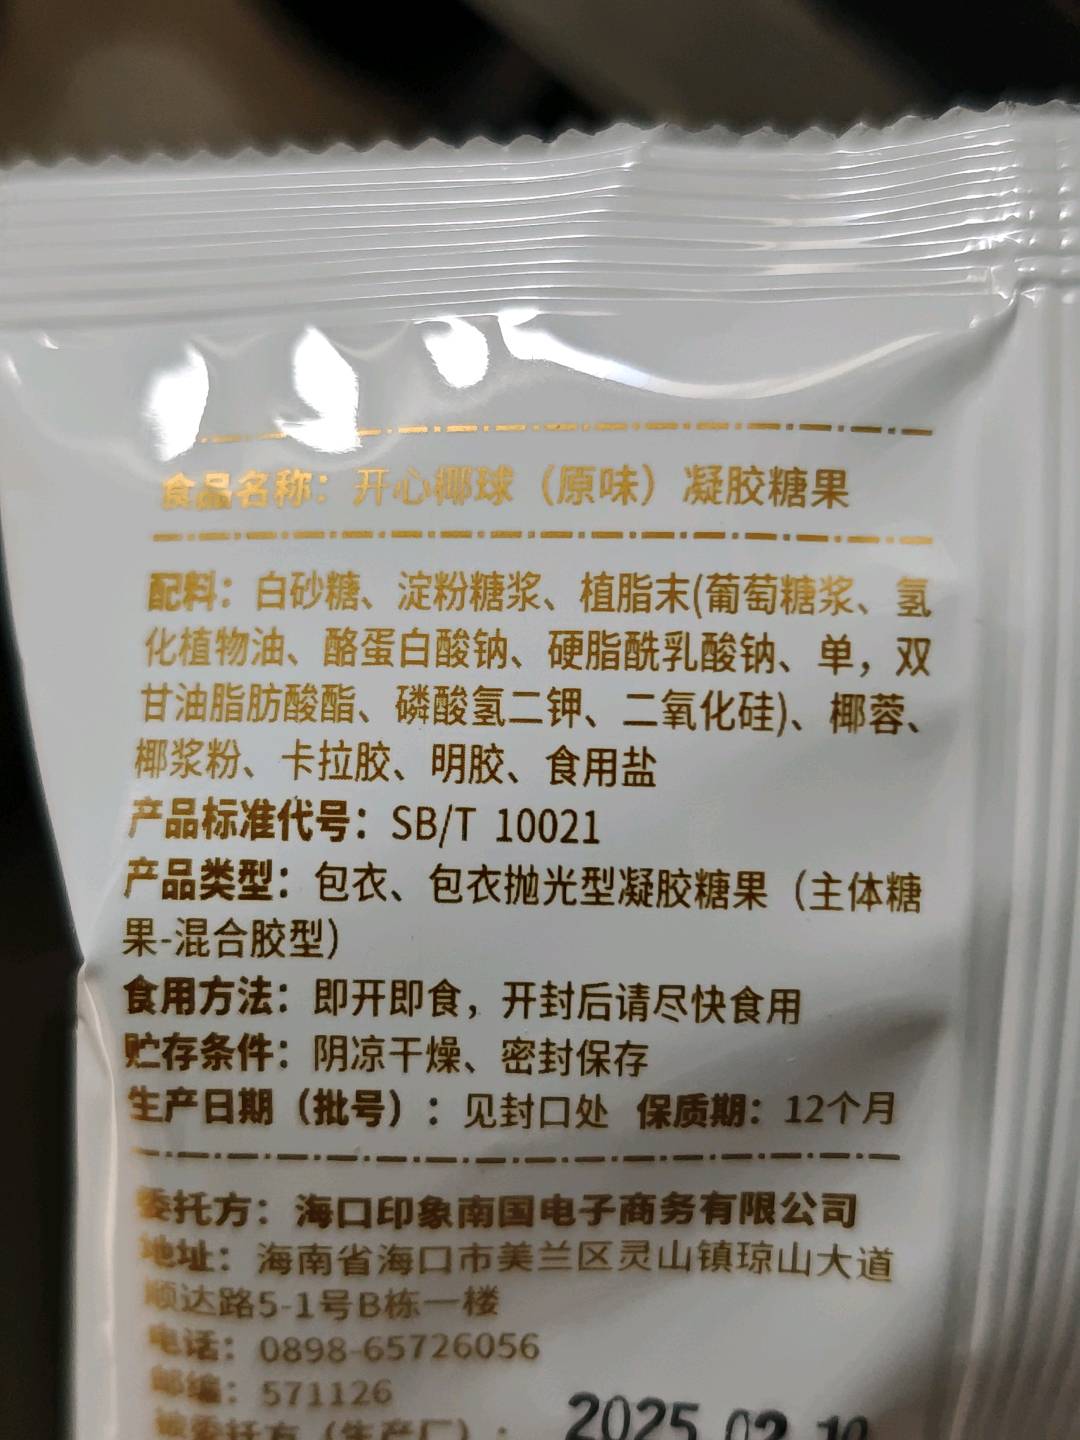 食品名称：开心椰球（原味）凝胶糖果
配料：白砂糖、淀粉糖浆、植脂末(葡萄糖浆、氢
化植物油、酪蛋白酸钠、硬脂酰乳酸钠、单，双
甘油脂肪酸酯、磷酸氢二钾、二氧化硅)、椰蓉、
椰浆粉、卡拉胶、明胶、食用盐
产品标准代号：SB/T 10021
产品类型：包衣、包衣抛光型凝胶糖果（主体糖
果-混合胶型）
食用方法：即开即食，开封后请尽快食用
贮存条件：阴凉干燥、密封保存
生产日期（批号）：见封口处 保质期：12个月
委托方：海口印象南国电子商务有限公司
地址：海南省海口市美兰区灵山镇琼山大道
顺达路5-1号B栋一楼
电话：0898-65726056
邮编：571126
被委托方（生产厂）：
2025 02 10